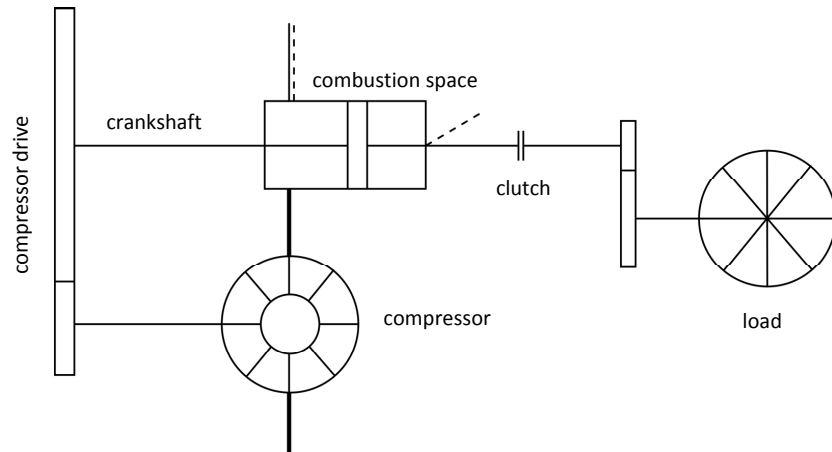 combustion space
crankshaft
clutch
compressor drive
compressor
load